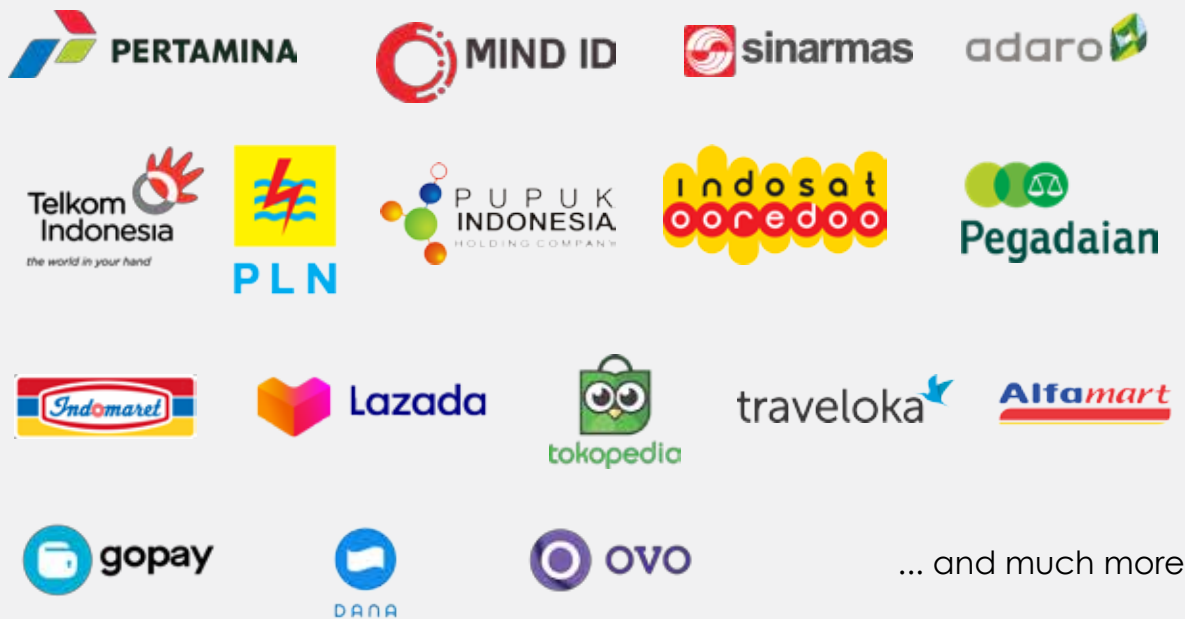 PERTAMINA
MIND ID
sinarmas
adaro
Telkom
Indonesia
the world in your hand
PLN
PUPUK
INDONESIA
HOLDING COMPANY
indosat
ooredoo
Pegadaian
Indomaret
Lazada
tokopedia
traveloka
Alfamart
gopay
DANA
OVO
... and much more